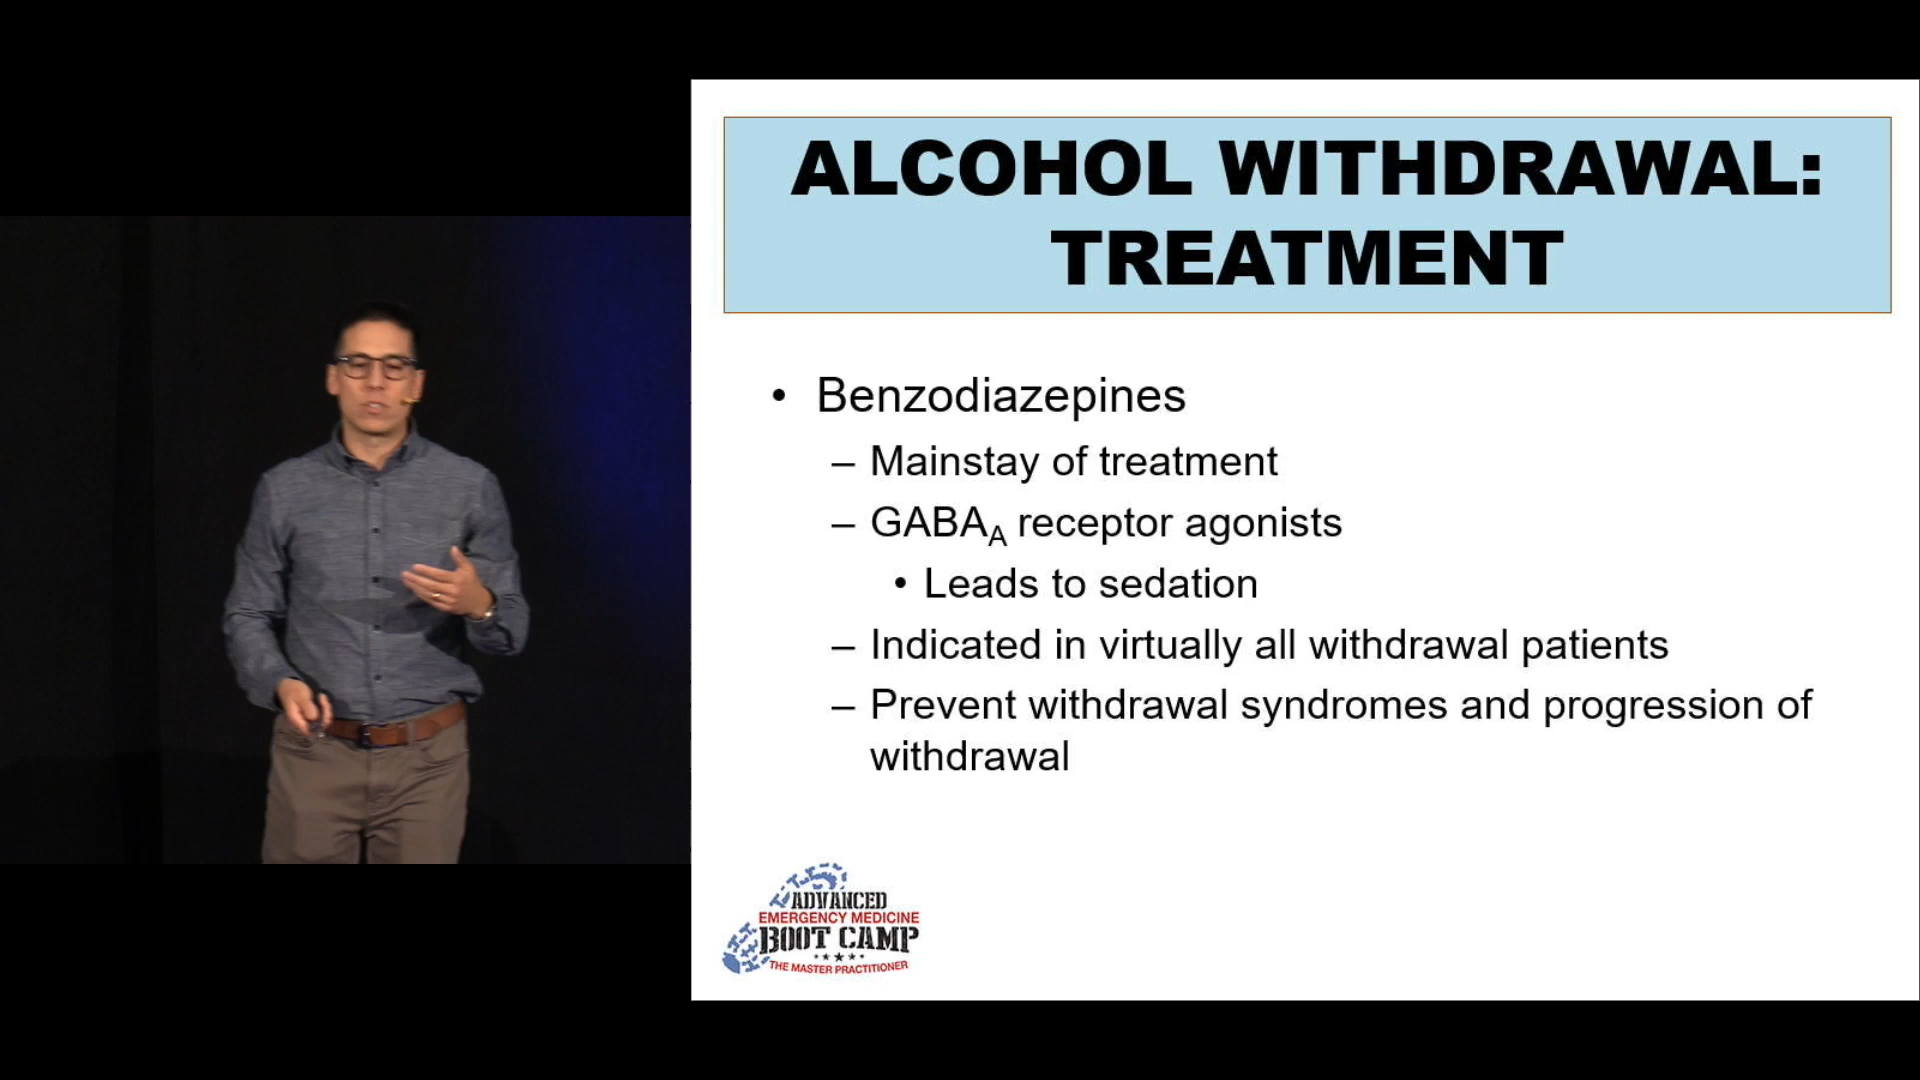 ALCOHOL WITHDRAWAL:
TREATMENT
• Benzodiazepines
– Mainstay of treatment
– GABA_A receptor agonists
• Leads to sedation
– Indicated in virtually all withdrawal patients
– Prevent withdrawal syndromes and progression of
withdrawal
ADVANCED
EMERGENCY MEDICINE
BOOT CAMP
THE MASTER PRACTITIONER